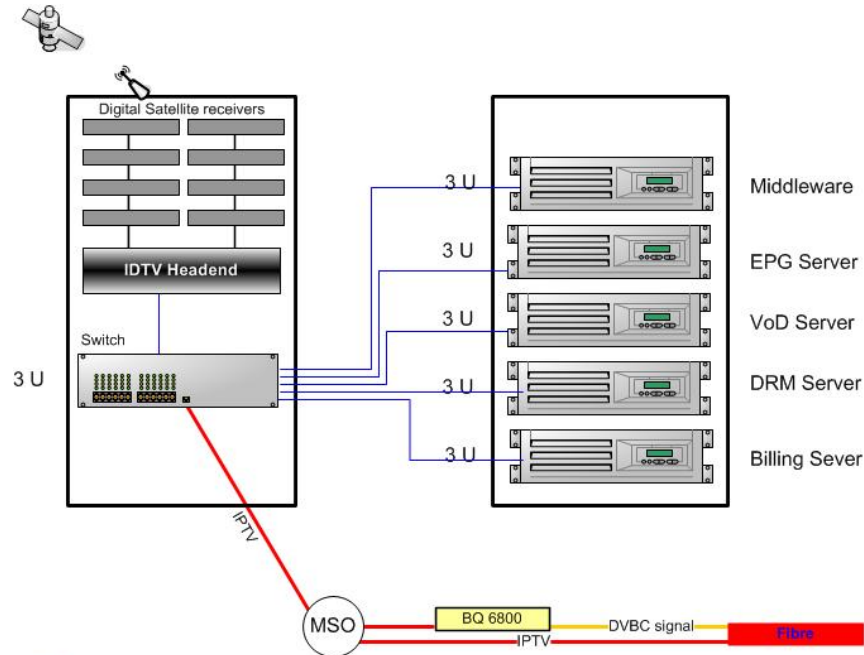 Digital Satellite receivers
IDTV Headend
Switch
3 U
3 U
Middleware
3 U
EPG Server
3 U
VoD Server
3 U
DRM Server
3 U
Billing Sever
IPTV
MSO
BQ 6800
DVBC signal
IPTV
Fibre